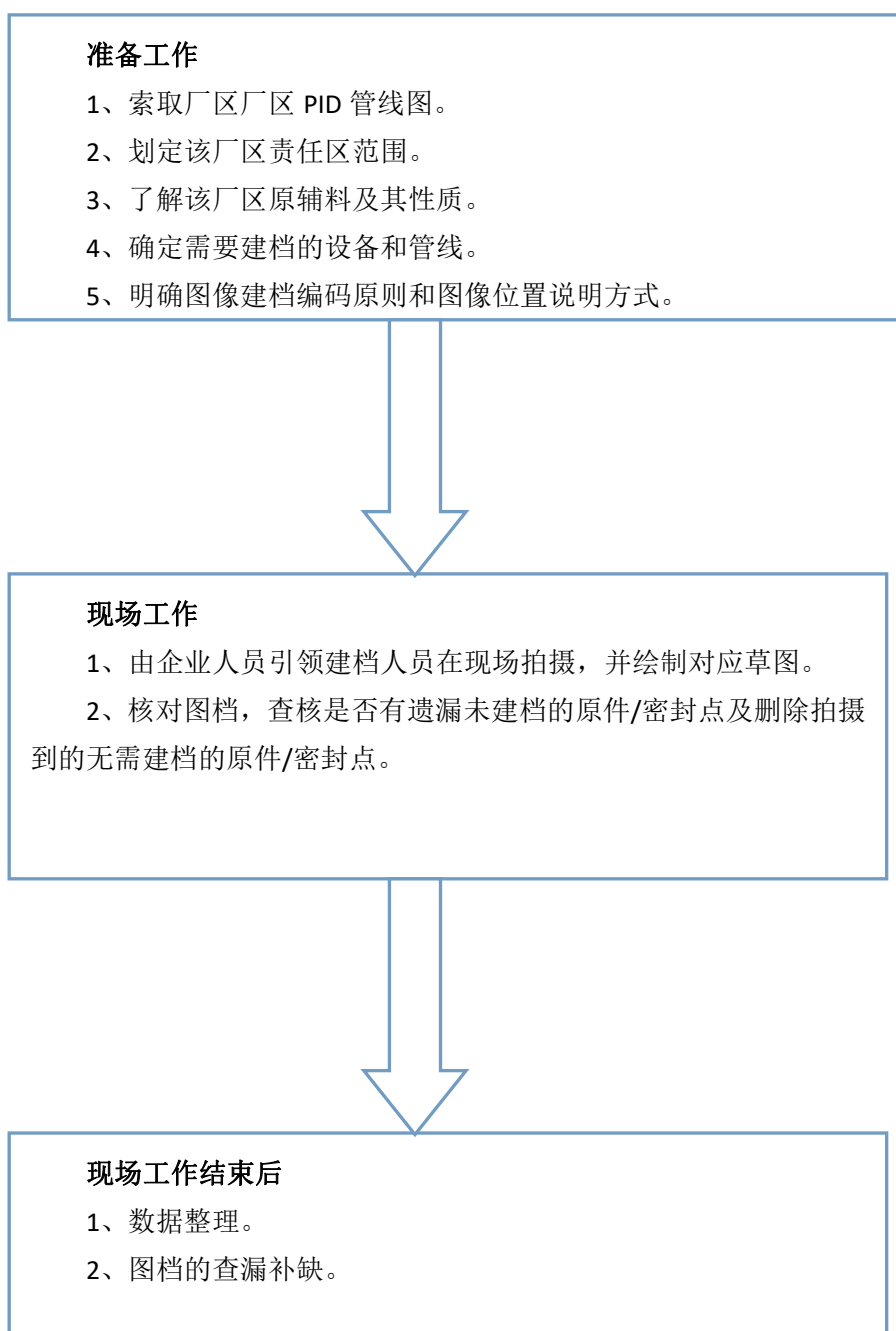 准备工作
1、索取厂区厂区 PID 管线图。
2、划定该厂区责任区范围。
3、了解该厂区原辅料及其性质。
4、确定需要建档的设备和管线。
5、明确图像建档编码原则和图像位置说明方式。
现场工作
1、由企业人员引领建档人员在现场拍摄，并绘制对应草图。
2、核对图档，查核是否有遗漏未建档的原件/密封点及删除拍摄
到的无需建档的原件/密封点。
现场工作结束后
1、数据整理。
2、图档的查漏补缺。